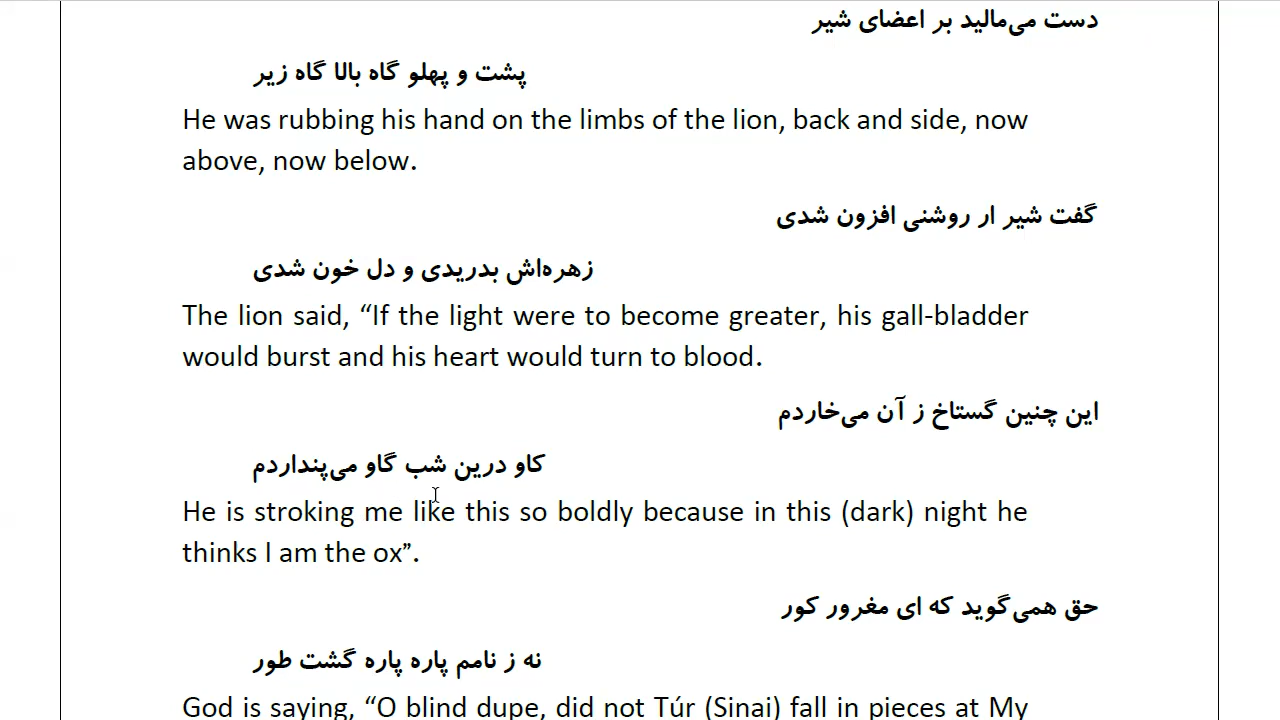 دست می‌مالید بر اعضای شیر
پشت و پهلو گاه بالا گاه زیر
He was rubbing his hand on the limbs of the lion, back and side, now
above, now below.
گفت شیر ار روشنی افزون شدی
زهره‌اش بدریدی و دل خون شدی
The lion said, “If the light were to become greater, his gall-bladder
would burst and his heart would turn to blood.
این چنین گستاخ ز آن می‌خاردم
کاو درین شب گاو می‌پنداردم
He is stroking me like this so boldly because in this (dark) night he
thinks I am the ox”.
حق همی‌گوید که ای مغرور کور
نه ز نامم پاره پاره گشت طور
God is saying, “O blind dupe, did not Túr (Sinai) fall in pieces at My